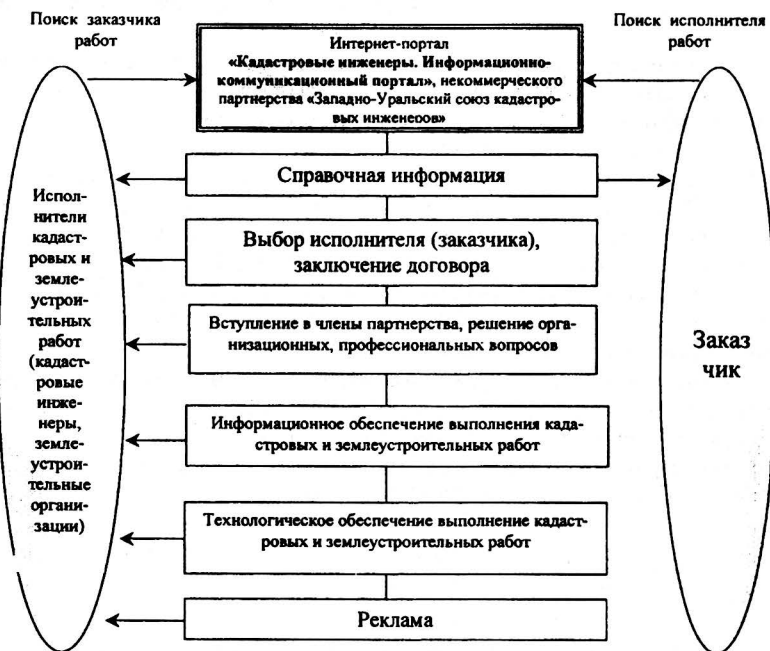 Поиск заказчика
работ
Поиск исполнителя
работ
Интернет-портал
«Кадастровые инженеры. Информационно-
коммуникационный портал», некоммерческого
партнерства «Западно-Уральский союз кадастро-
вых инженеров»
Справочная информация
Выбор исполнителя (заказчика),
заключение договора
Вступление в члены партнерства, решение орга-
низационных, профессиональных вопросов
Информационное обеспечение выполнения када-
стровых и землеустроительных работ
Технологическое обеспечение выполнение кадаст-
ровых и землеустроительных работ
Реклама
Испол-
нители
кадаст-
ровых и
земле-
устрои-
тельных
работ
(кадаст-
ровые
инже-
неры,
земле-
устрои-
тельные
органи-
зации)
Заказ
чик